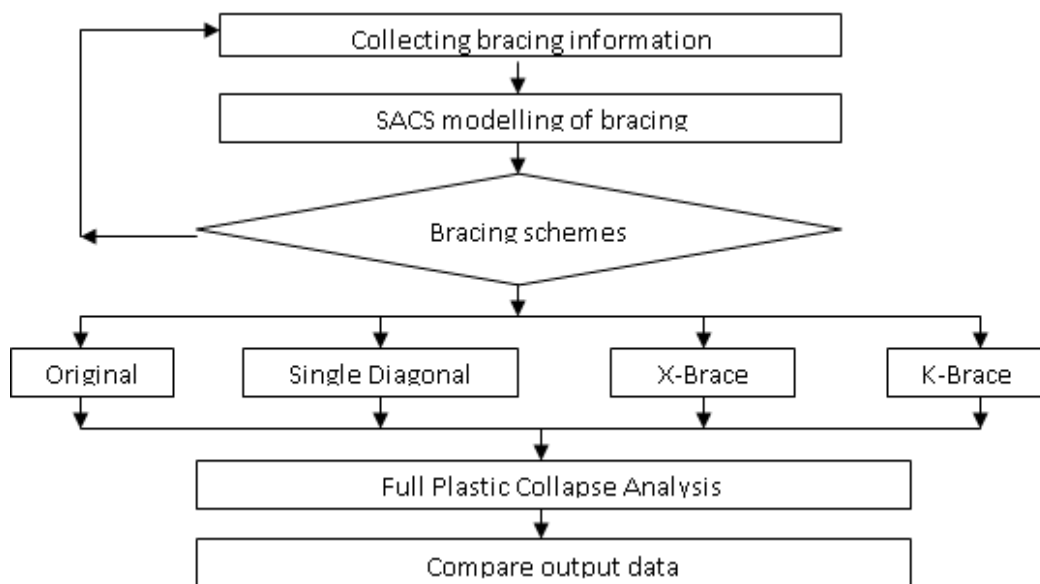 Collecting bracing information
SACS modelling of bracing
Bracing schemes
Original
Single Diagonal
X-Brace
K-Brace
Full Plastic Collapse Analysis
Compare output data